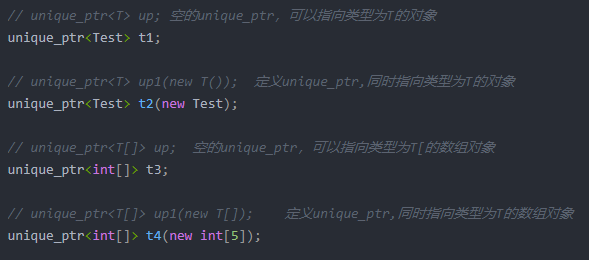 // unique_ptr<T> up; 空的unique_ptr，可以指向类型为T的对象
unique_ptr<Test> t1;
// unique_ptr<T> up1(new T()); 定义unique_ptr,同时指向类型为T的对象
unique_ptr<Test> t2(new Test);
// unique_ptr<T[]> up; 空的unique_ptr，可以指向类型为T[的数组对象
unique_ptr<int[]> t3;
// unique_ptr<T[]> up1(new T[]); 定义unique_ptr,同时指向类型为T的数组对象
unique_ptr<int[]> t4(new int[5]);